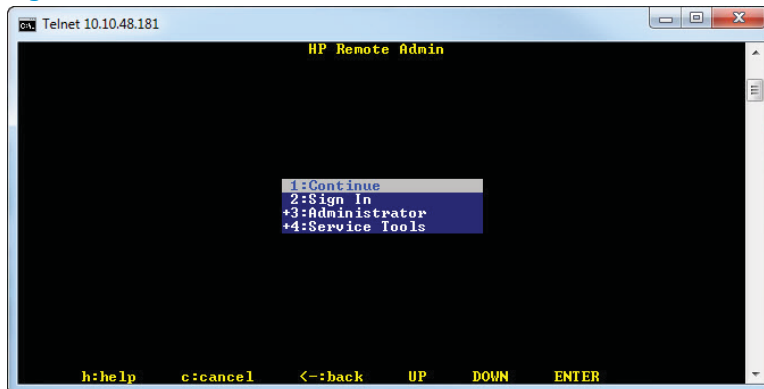 Telnet 10.10.48.181
HP Remote Admin
1:Continue
2:Sign In
+3:Administrator
+4:Service Tools
h:help c:cancel <-:back UP DOWN ENTER